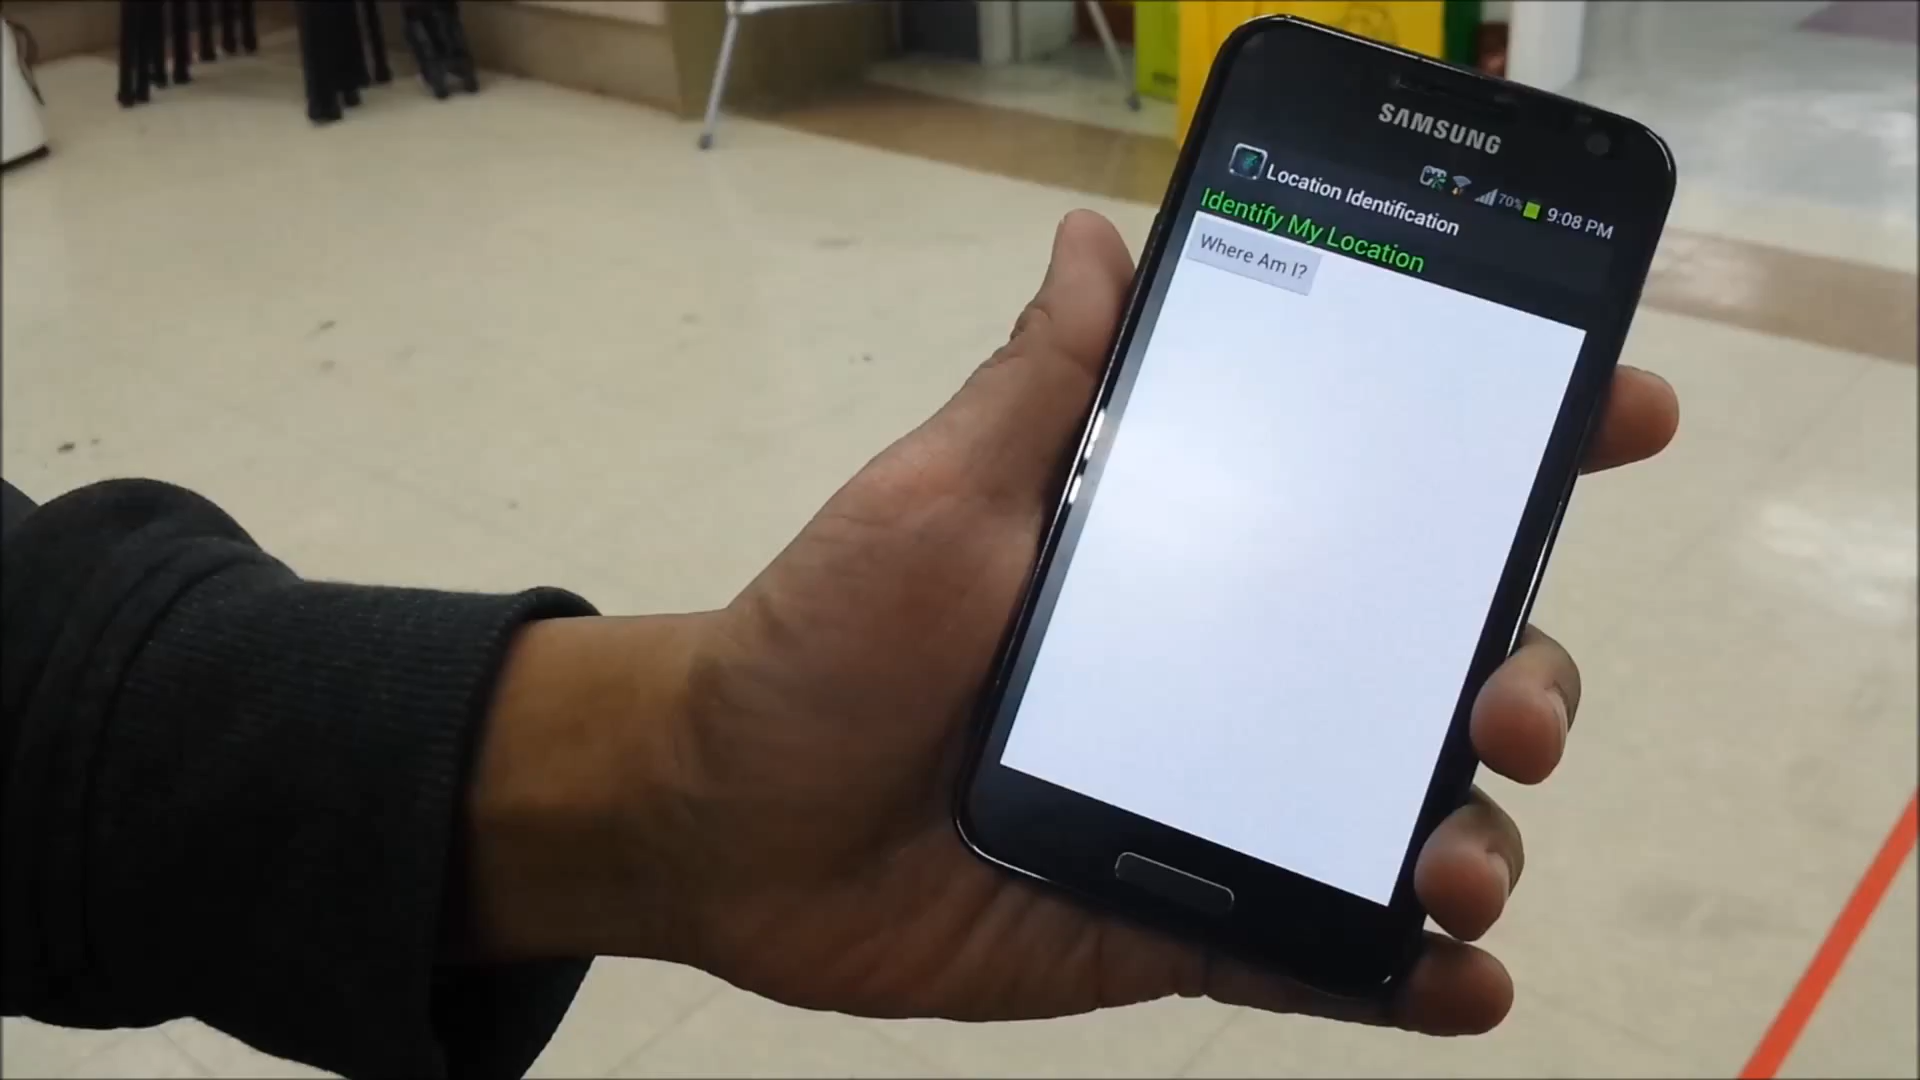 SAMSUNG
70% 9:08 PM
Location Identification
Identify My Location
Where Am I?